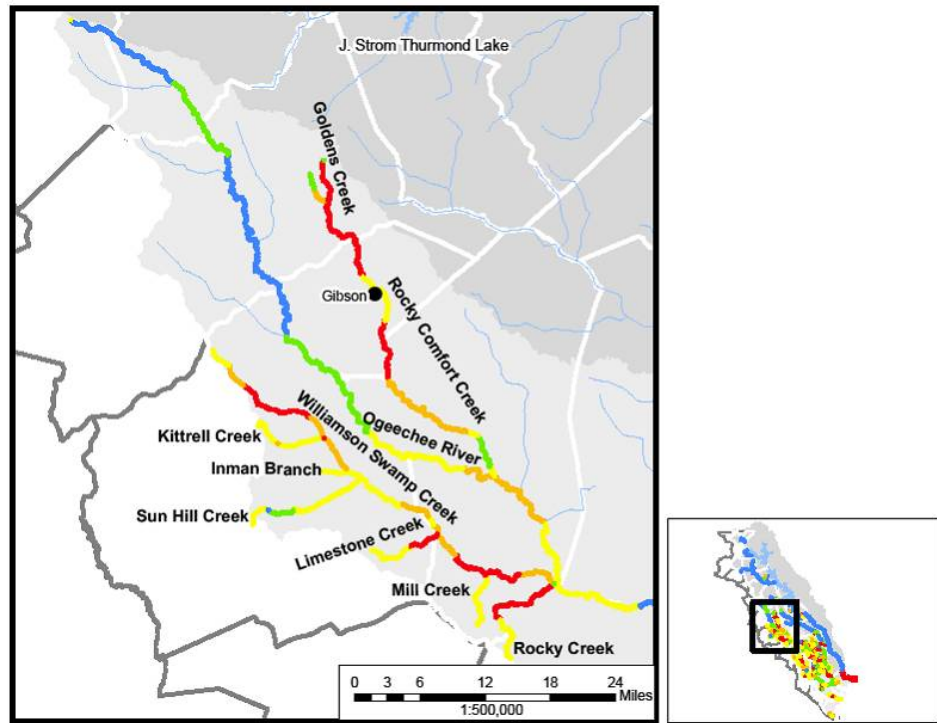 J. Strom Thurmond Lake
Goldens Creek
Gibson
Rocky Comfort Creek
Williamson Swamp Creek
Ogeechee River
Kittrell Creek
Inman Branch
Sun Hill Creek
Limestone Creek
Mill Creek
Rocky Creek
0 3 6 12 18 24
Miles
1:500,000